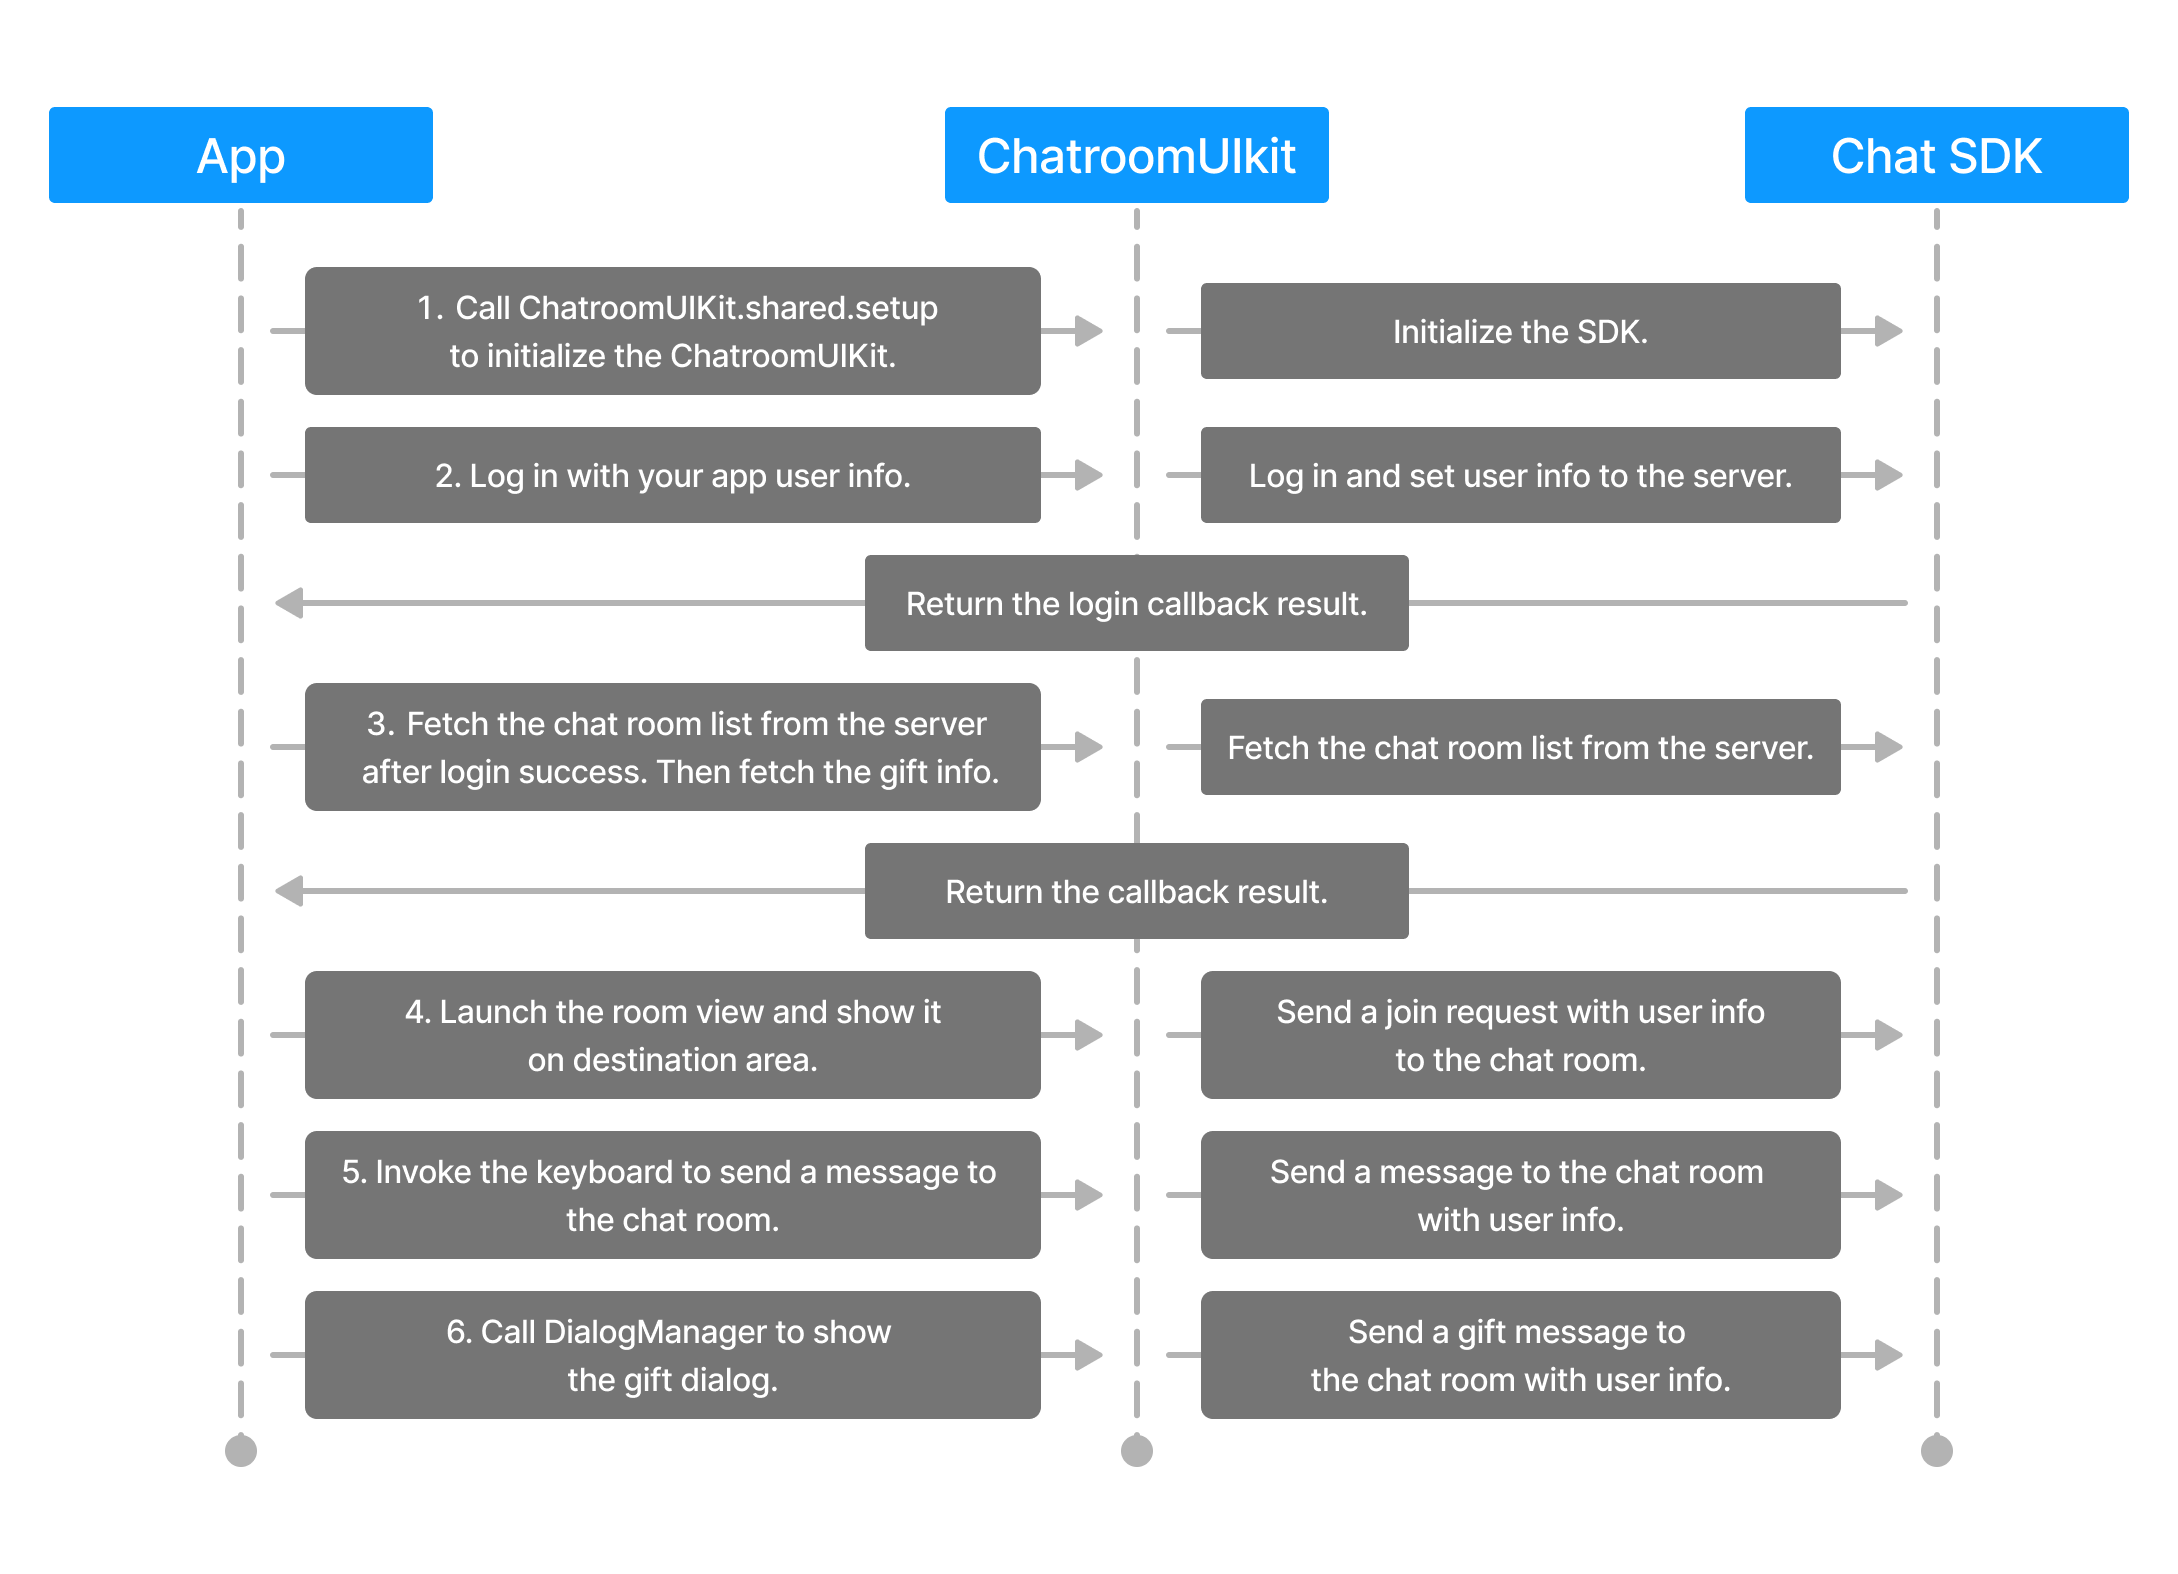 App
ChatroomUIkit
Chat SDK
1. Call ChatroomUIKit.shared.setup
to initialize the ChatroomUIKit.
Initialize the SDK.
2. Log in with your app user info.
Log in and set user info to the server.
Return the login callback result.
3. Fetch the chat room list from the server
after login success. Then fetch the gift info.
Fetch the chat room list from the server.
Return the callback result.
4. Launch the room view and show it
on destination area.
Send a join request with user info
to the chat room.
5. Invoke the keyboard to send a message to
the chat room.
Send a message to the chat room
with user info.
6. Call DialogManager to show
the gift dialog.
Send a gift message to
the chat room with user info.